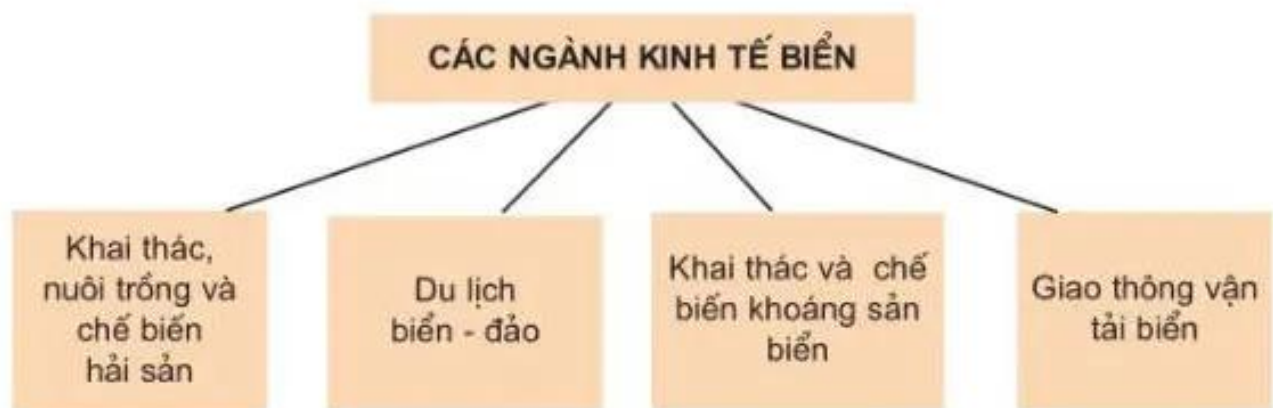 CÁC NGÀNH KINH TẾ BIỂN
Khai thác,
nuôi trồng và
chế biến
hải sản
Du lịch
biển - đảo
Khai thác và chế
biến khoáng sản
biển
Giao thông vận
tải biển